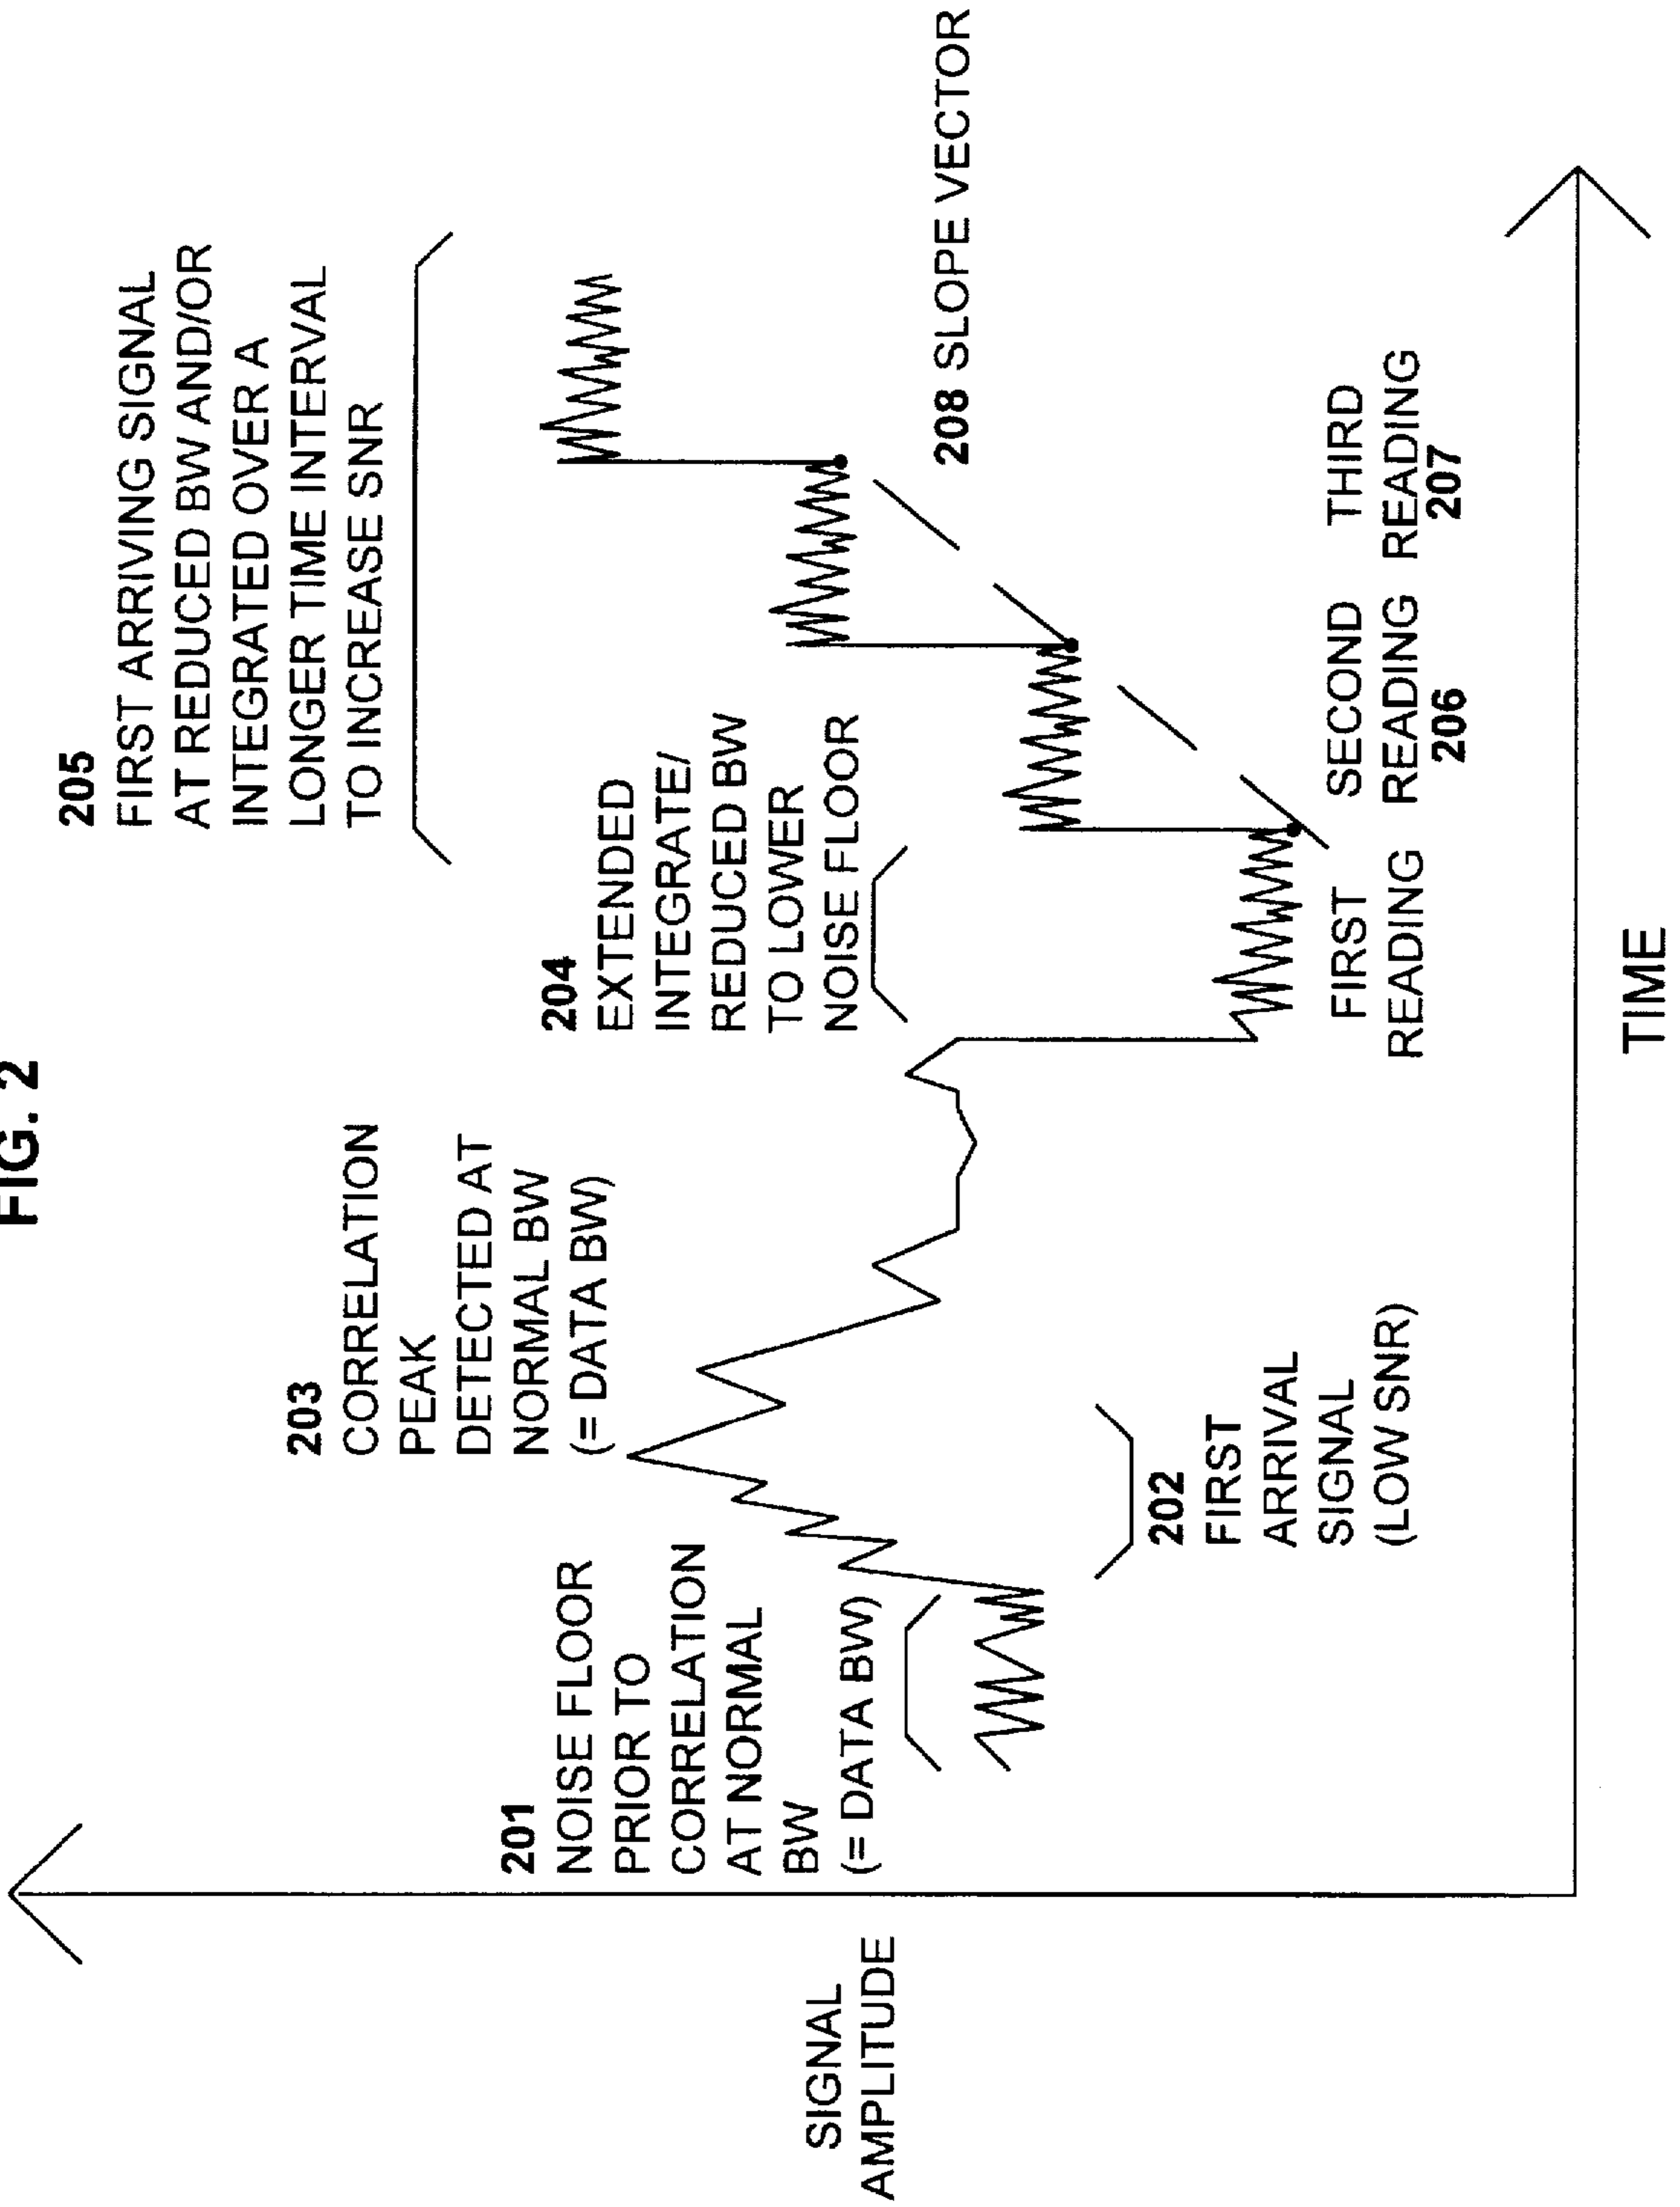 FIG. 2
205
FIRST ARRIVING SIGNAL
AT REDUCED BW AND/OR
INTEGRATED OVER A
LONGER TIME INTERVAL
TO INCREASE SNR
203
CORRELATION
PEAK
DETECTED AT
NORMAL BW
(= DATA BW)
201
NOISE FLOOR
PRIOR TO
CORRELATION
AT NORMAL
BW
(= DATA BW)
204
EXTENDED
INTEGRATE/
REDUCED BW
TO LOWER
NOISE FLOOR
SIGNAL
AMPLITUDE
208 SLOPE VECTOR
202
FIRST
ARRIVAL
SIGNAL
(LOW SNR)
FIRST
READING
SECOND
READING
206
THIRD
READING
207
TIME